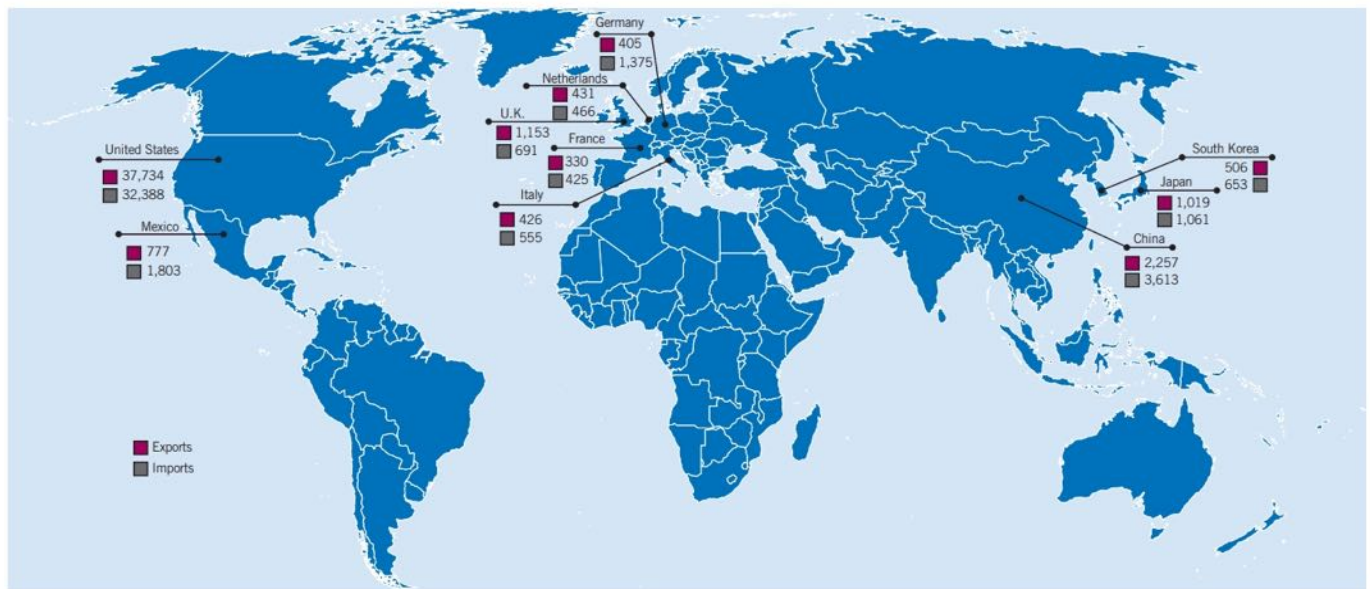 Germany
405
1,375
Netherlands
431
466
U.K.
1,153
691
France
330
425
Italy
426
555
United States
37,734
32,388
Mexico
777
1,803
South Korea
506
653
Japan
1,019
1,061
China
2,257
3,613
Exports
Imports